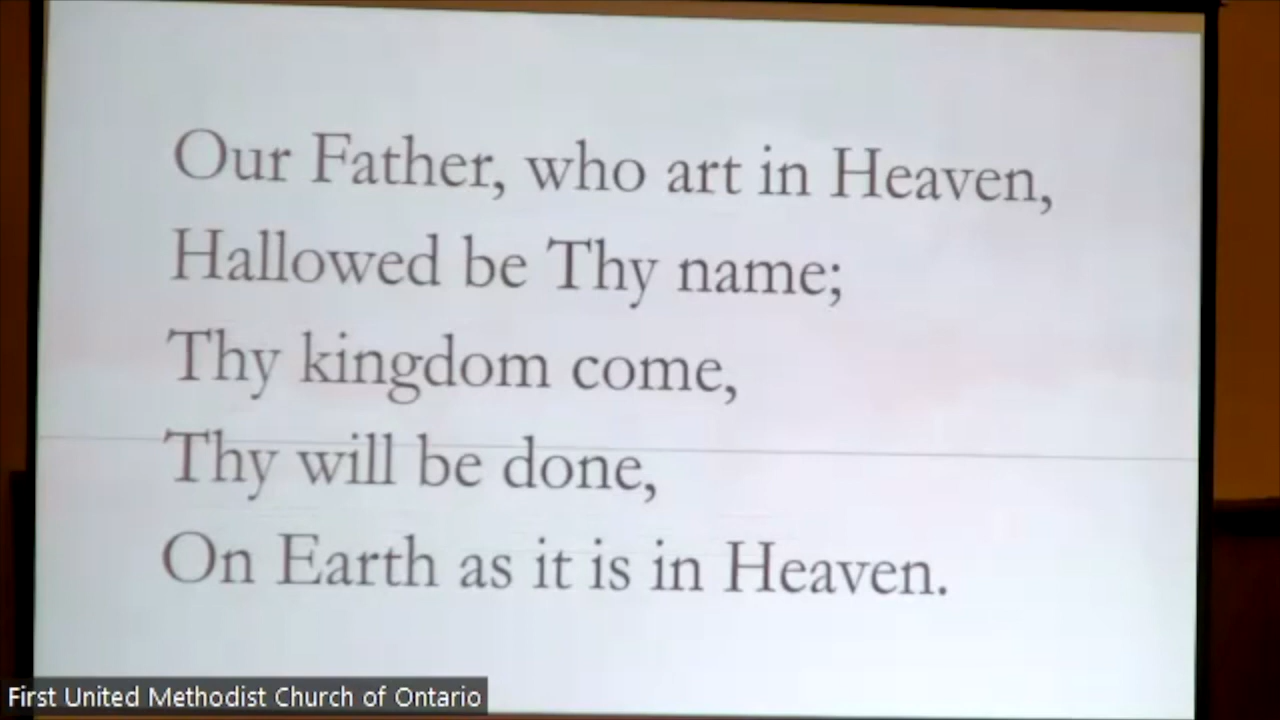 Our Father, who art in Heaven,
Hallowed be Thy name;
Thy kingdom come,
Thy will be done,
On Earth as it is in Heaven.
First United Methodist Church of Ontario